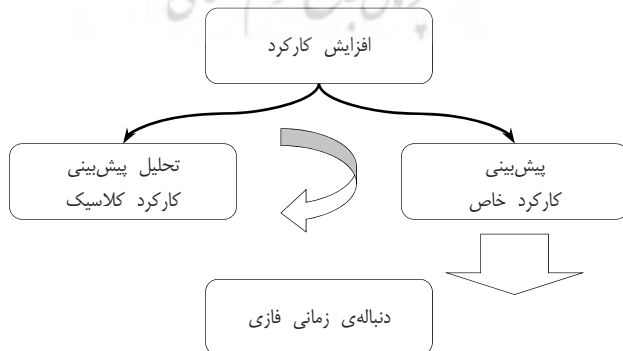 افزایش کارکرد
پیش‌بینی
کارکرد خاص
تحلیل پیش‌بینی
کارکرد کلاسیک
دنباله‌ی زمانی فازی